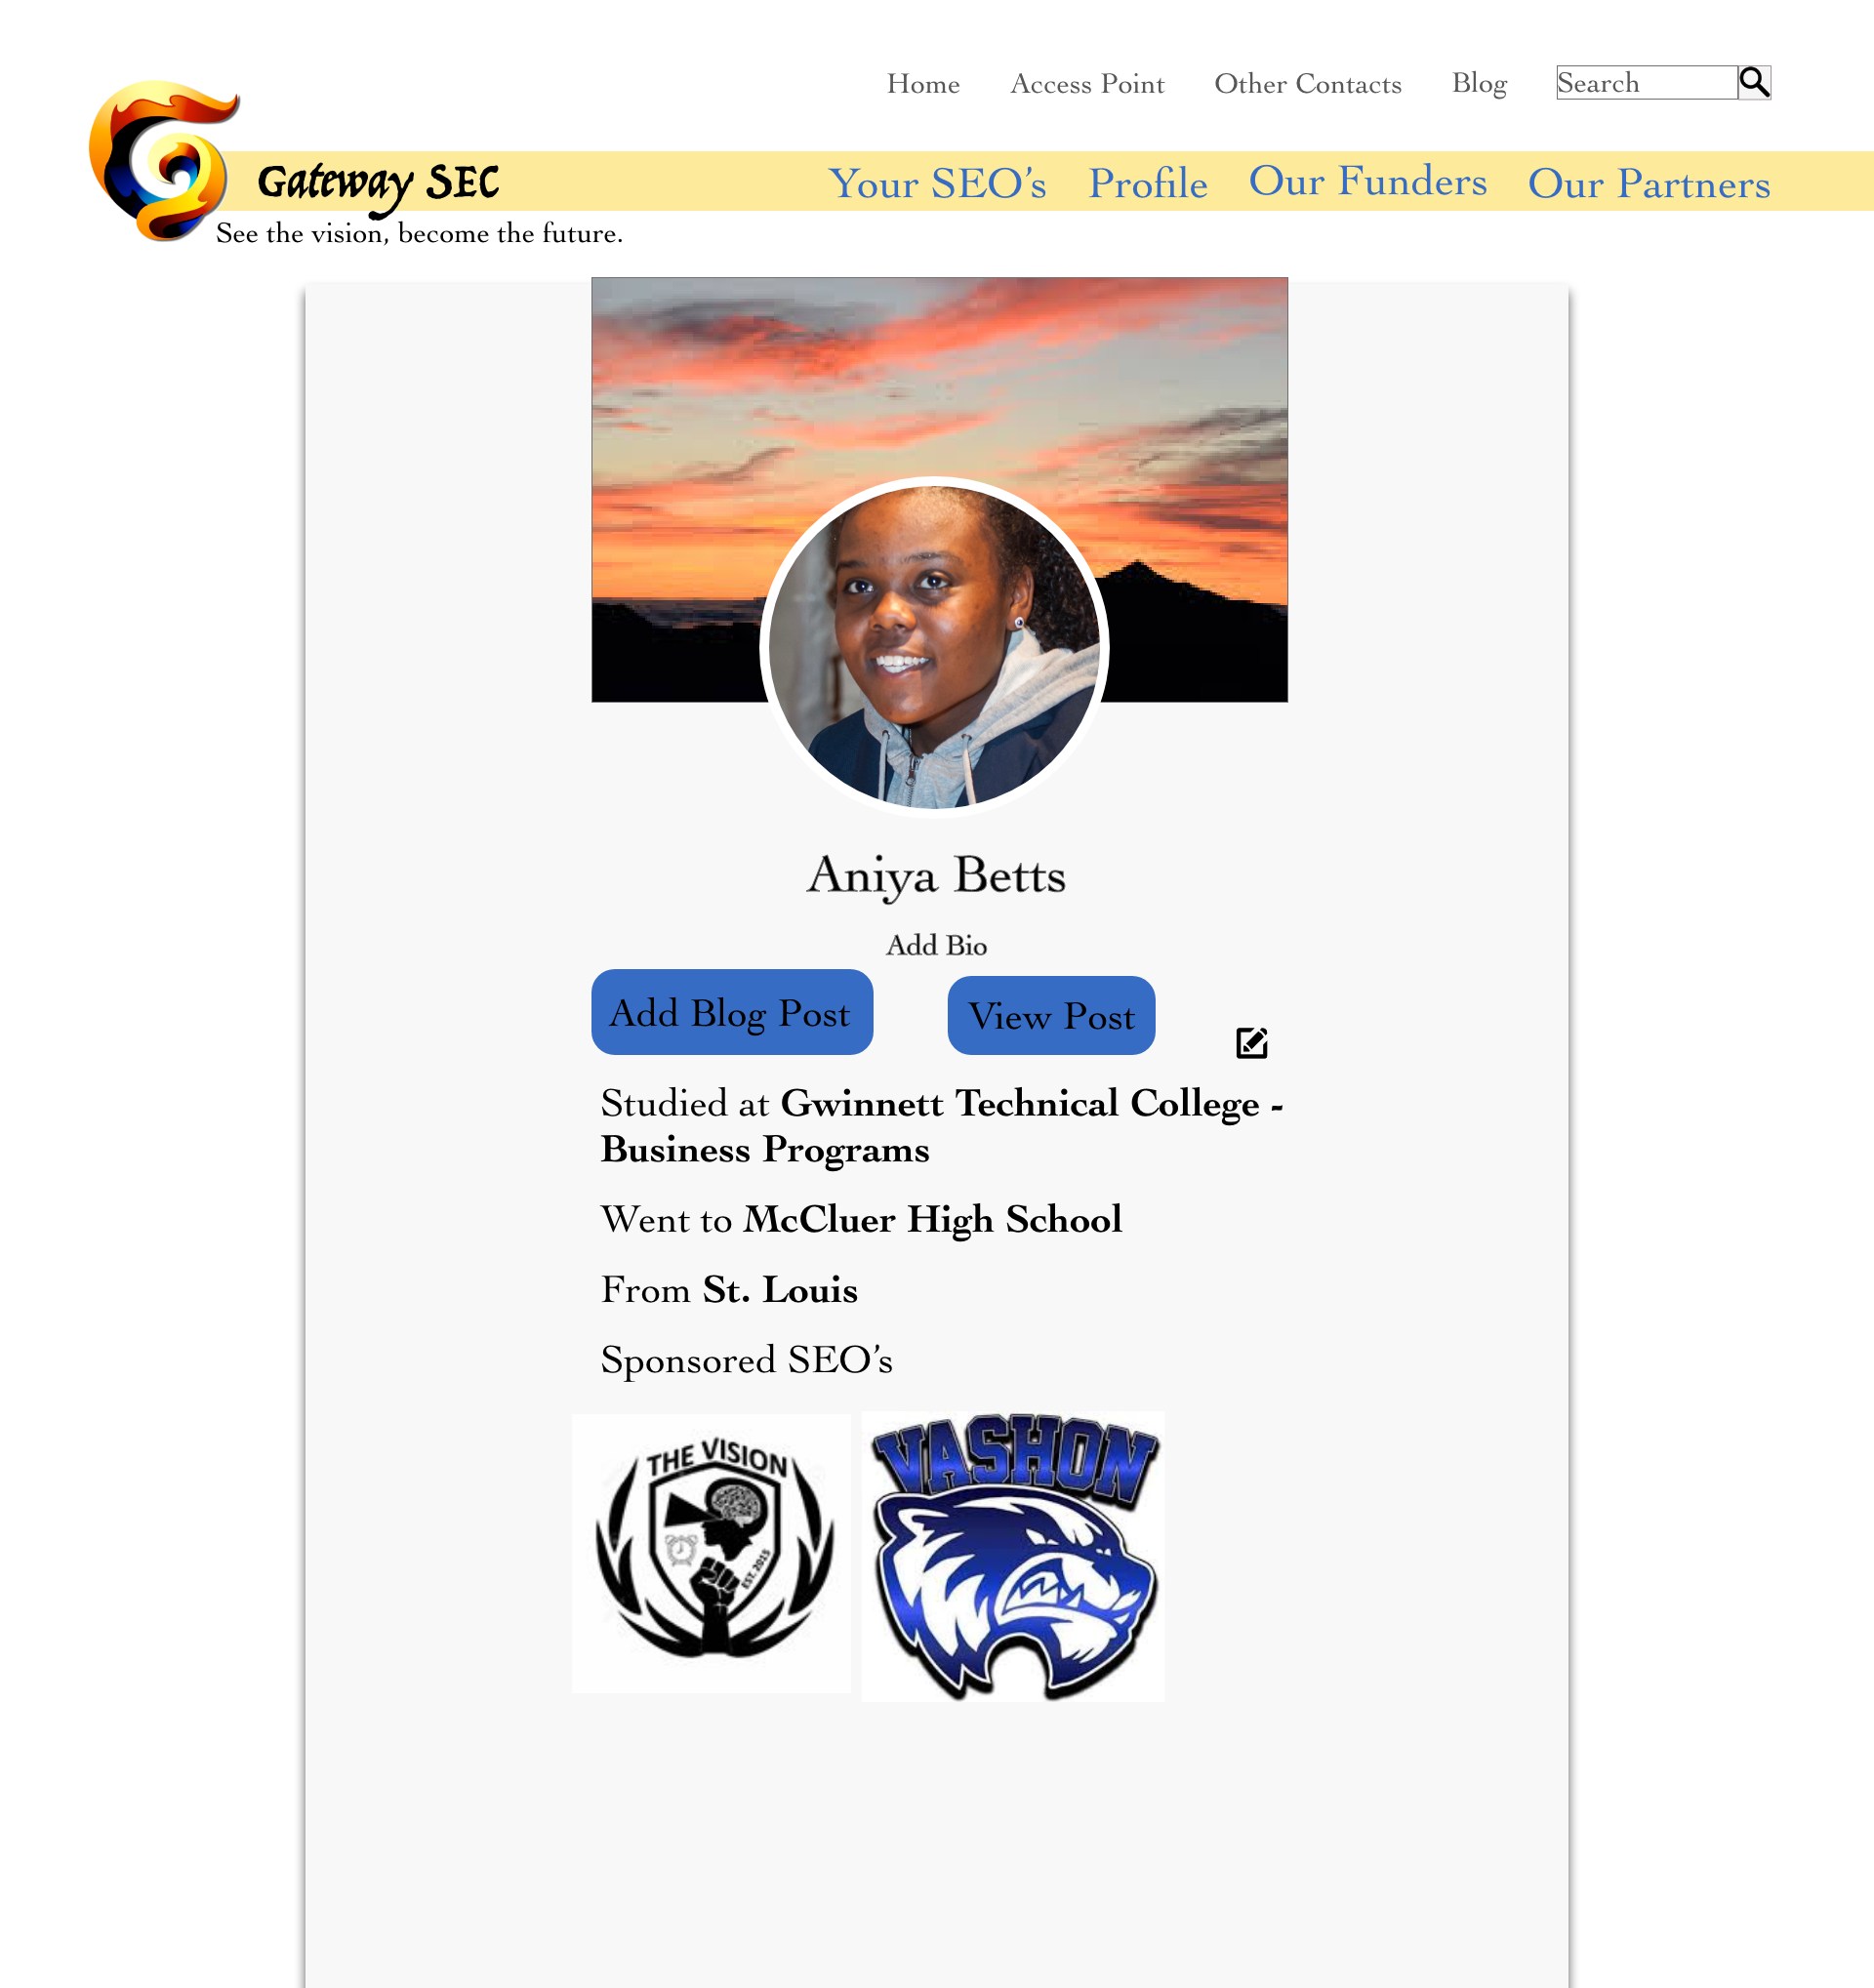 Home Access Point Other Contacts Blog Search
Gateway SEC
Your SEO’s Profile Our Funders Our Partners
See the vision, become the future.
Aniya Betts
Add Bio
Add Blog Post View Post
Studied at Gwinnett Technical College -
Business Programs
Went to McCluer High School
From St. Louis
Sponsored SEO’s
THE VISION
EST. 2015
VASHON